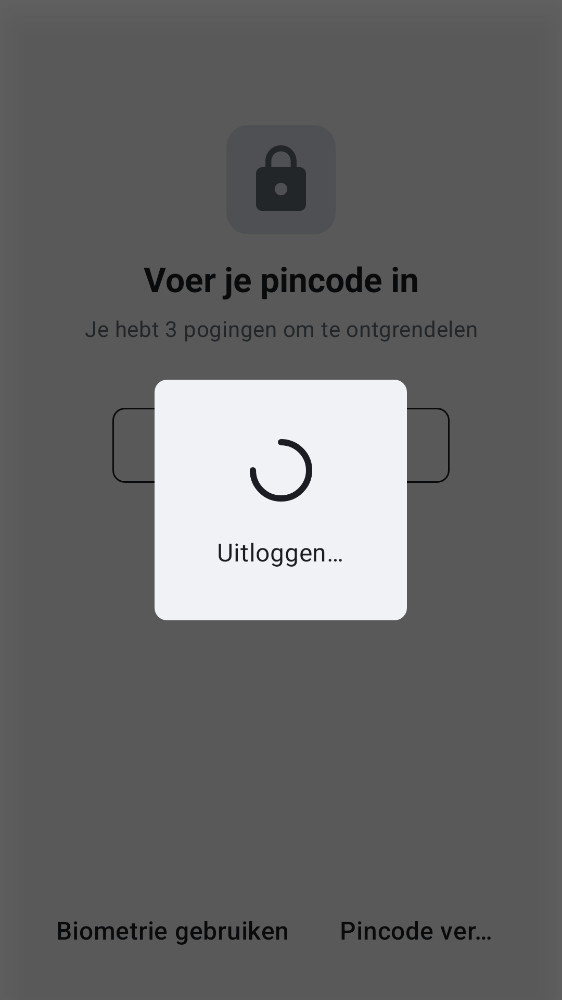 Voer je pincode in
Je hebt 3 pogingen om te ontgrendelen
Uitloggen…
Biometrie gebruiken
Pincode ver…